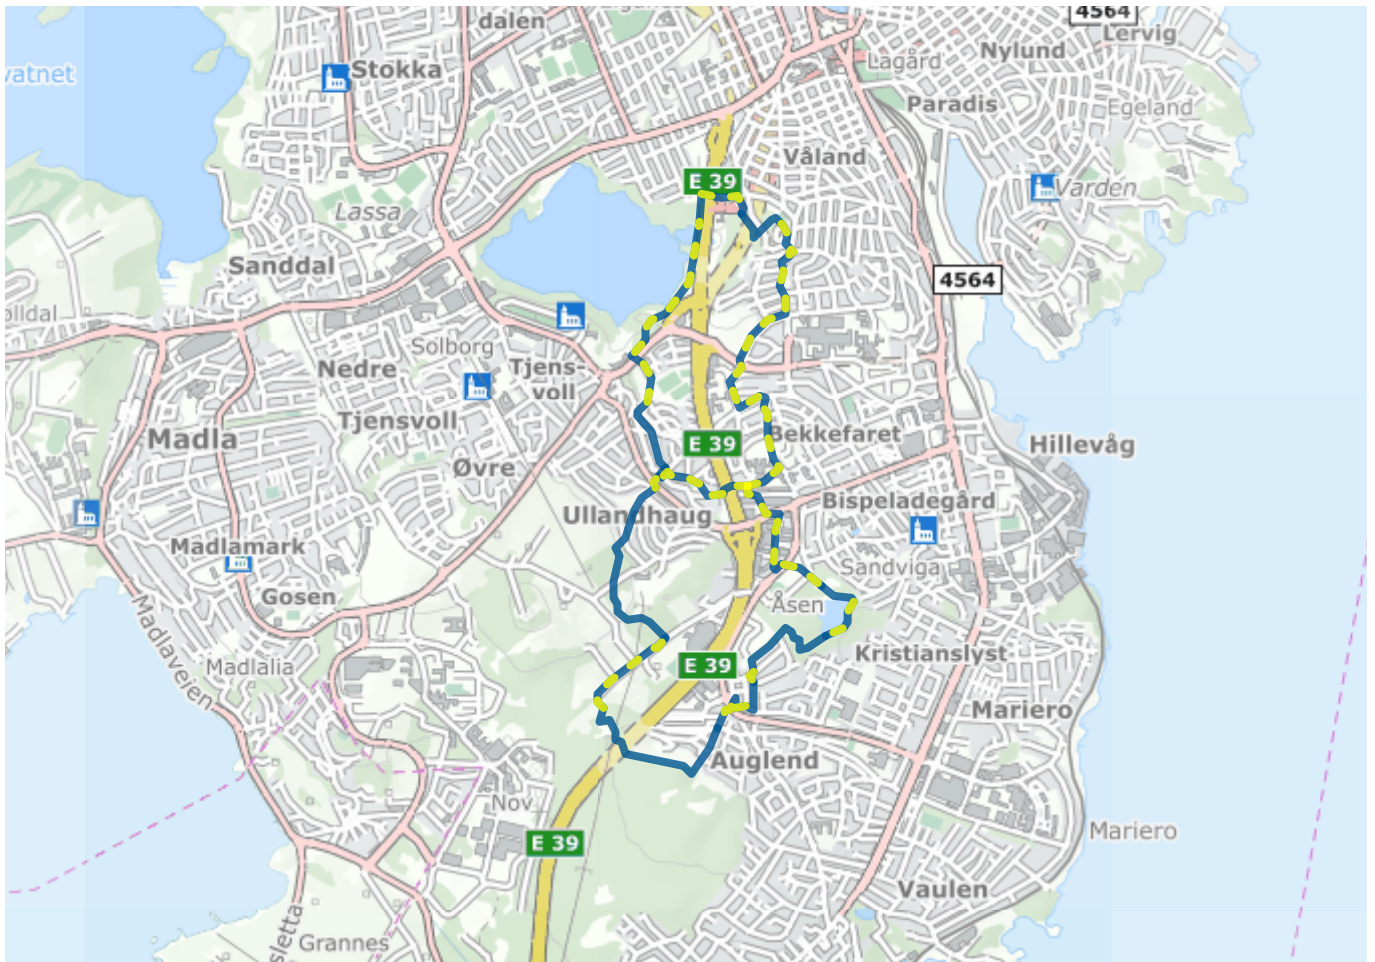 4564
dalen
Lervig
Nylund
Lagård
Stokka
vatnet
Paradis
Egeland
Våland
E 39
Varden
Lassa
Sanddal
4564
olldal
Solborg
Nedre
Tjens-
voll
Tjensvoll
Madla
Bekkefaret
E 39
Hillevåg
Øvre
Bispeladegård
Ullandhaug
Madlamark
Sandviga
Gosen
Åsen
Madlaveien
Kristianslyst
Madlalia
E 39
Mariero
Auglend
Nov
Mariero
E 39
Vaulen
sletta
Grannes